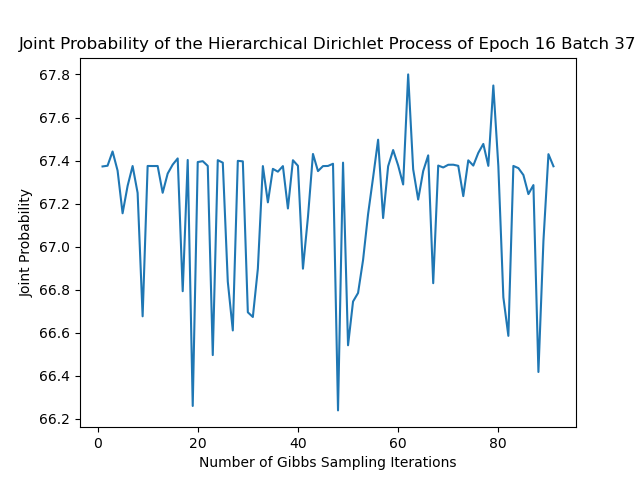 Joint Probability of the Hierarchical Dirichlet Process of Epoch 16 Batch 37
67.8
67.6
67.4
67.2
67.0
66.8
66.6
66.4
66.2
Joint Probability
0 20 40 60 80
Number of Gibbs Sampling Iterations